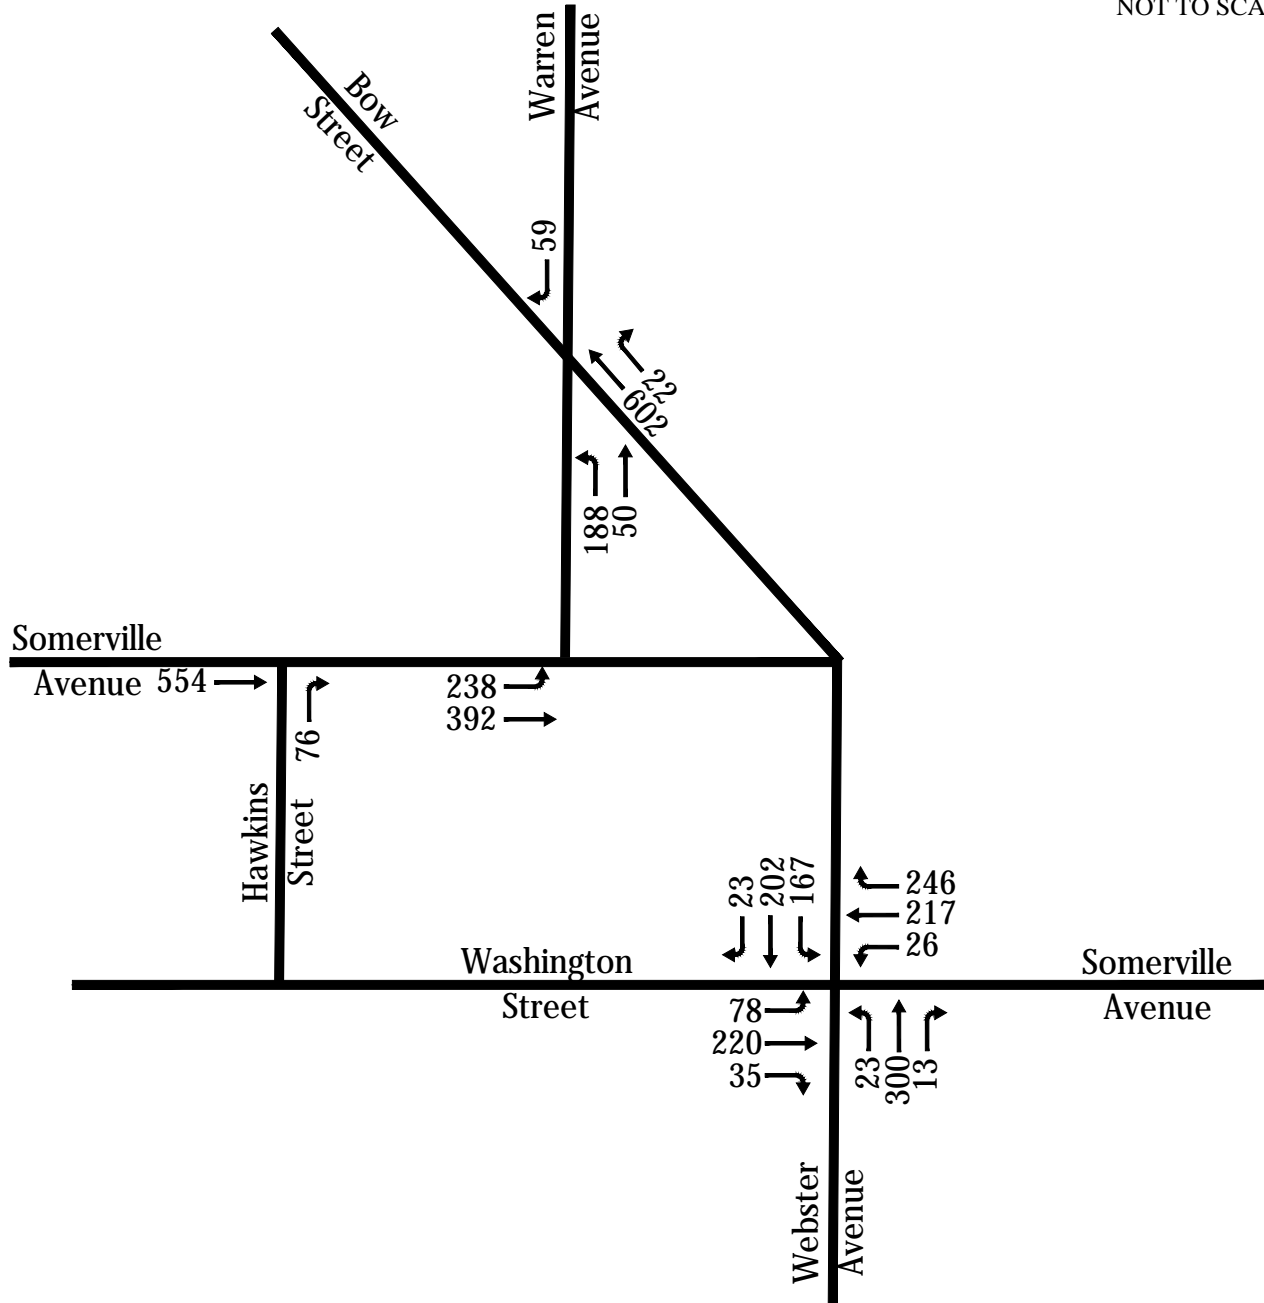 NOT TO SCA
Warren
Avenue
Bow
Street
59
22
602
188
50
Somerville
Avenue 554
76
238
392
Hawkins
Street
23
202
167
246
217
26
Washington
Street
Somerville
Avenue
78
220
35
23
300
13
Webster
Avenue